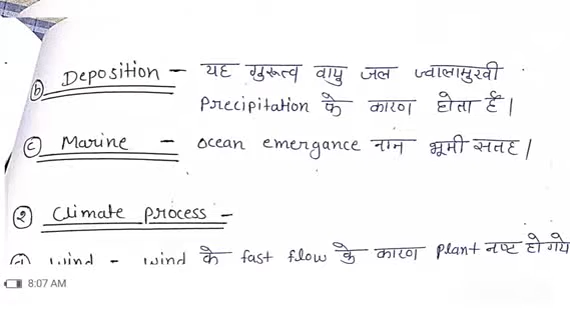 ⓑ Deposition - यह गुरुत्व वायु जल ज्वालामुखी
Precipitation के कारण होता है।
ⓒ Marine - ocean emergance नग्न भूमी सतह।
② Climate process -
wind - wind के fast flow के कारण plant नष्ट हो गये
8:07 AM